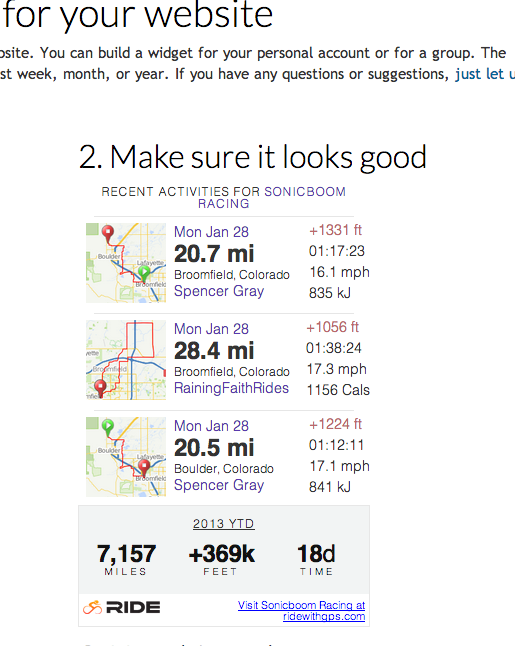 for your website
bsite. You can build a widget for your personal account or for a group. The
st week, month, or year. If you have any questions or suggestions, just let u
2. Make sure it looks good
RECENT ACTIVITIES FOR SONICBOOM
RACING
Mon Jan 28
20.7 mi
Broomfield, Colorado
Spencer Gray
+1331 ft
01:17:23
16.1 mph
835 kJ
Boulder
Lafayette
Broomfield
Mon Jan 28
28.4 mi
Broomfield, Colorado
RainingFaithRides
+1056 ft
01:38:24
17.3 mph
1156 Cals
Broomfield
Mon Jan 28
20.5 mi
Boulder, Colorado
Spencer Gray
+1224 ft
01:12:11
17.1 mph
841 kJ
Boulder
Lafayette
Broomfield
2013 YTD
7,157 +369k 18d
MILES FEET TIME
RIDE
Visit Sonicboom Racing at
ridewithgps.com